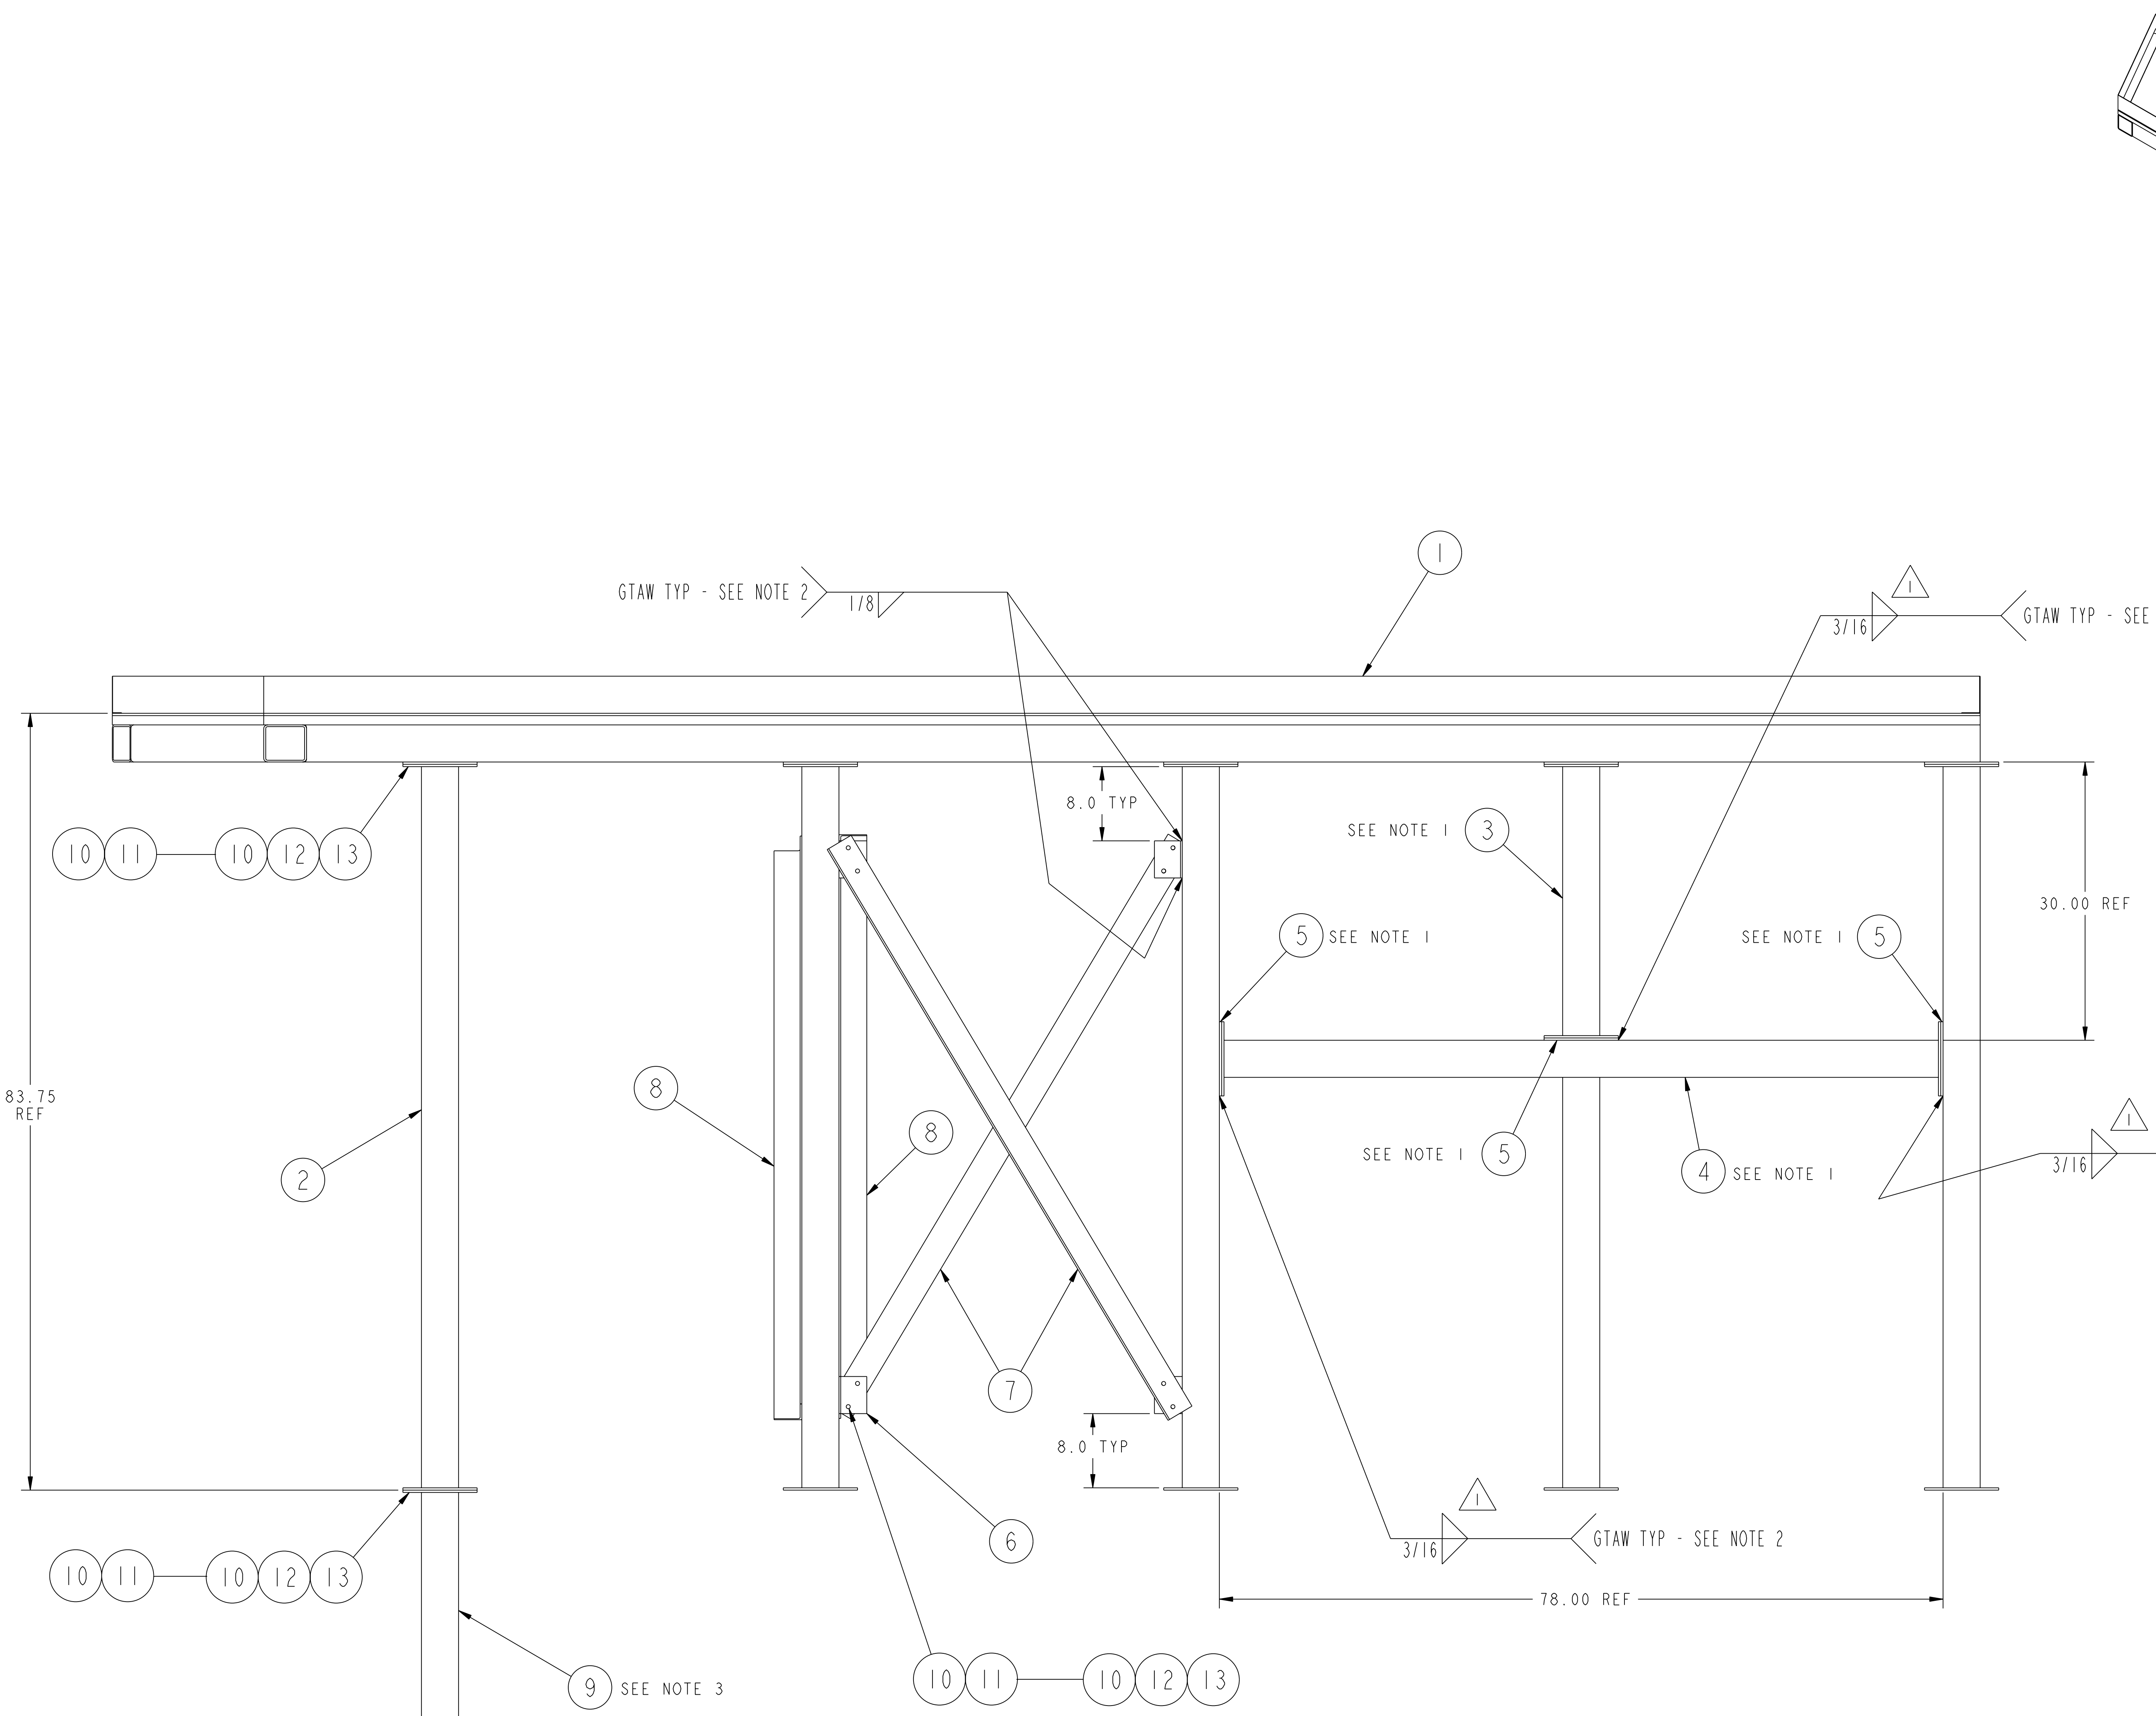 1
GTAW TYP - SEE NOTE 2
1/8
1
3/16
GTAW TYP - SEE
8.0 TYP
SEE NOTE 1 3
10 11 10 12 13
30.00 REF
5 SEE NOTE 1
SEE NOTE 1 5
83.75
REF
8
8
1
3/16
SEE NOTE 1 5
4 SEE NOTE 1
2
7
8.0 TYP
1
3/16
GTAW TYP - SEE NOTE 2
6
10 11 10 12 13
78.00 REF
9 SEE NOTE 3
10 11 10 12 13